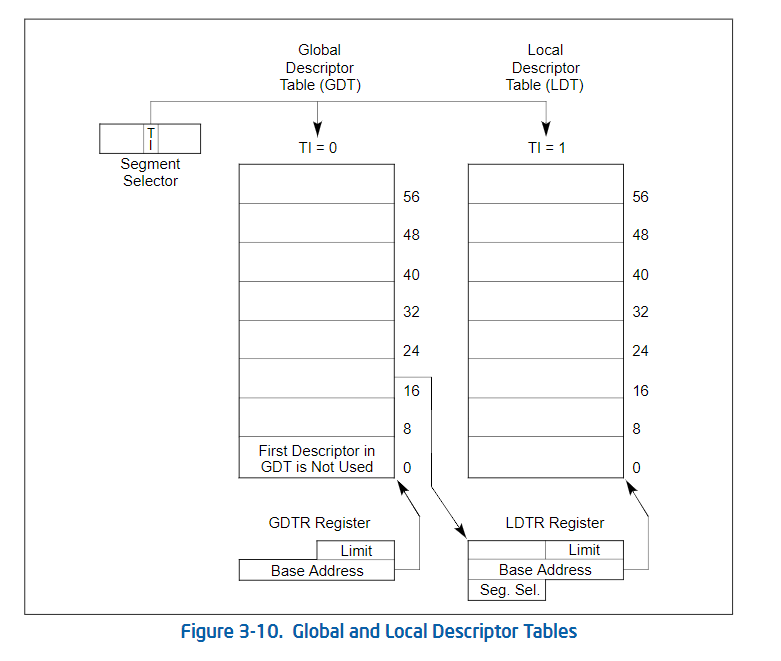 Global
Descriptor
Table (GDT)
Local
Descriptor
Table (LDT)
T
I
Segment
Selector
TI = 0
TI = 1
56
48
40
32
24
16
8
0
First Descriptor in
GDT is Not Used
56
48
40
32
24
16
8
0
GDTR Register
Limit
Base Address
LDTR Register
Limit
Base Address
Seg. Sel.
Figure 3-10. Global and Local Descriptor Tables